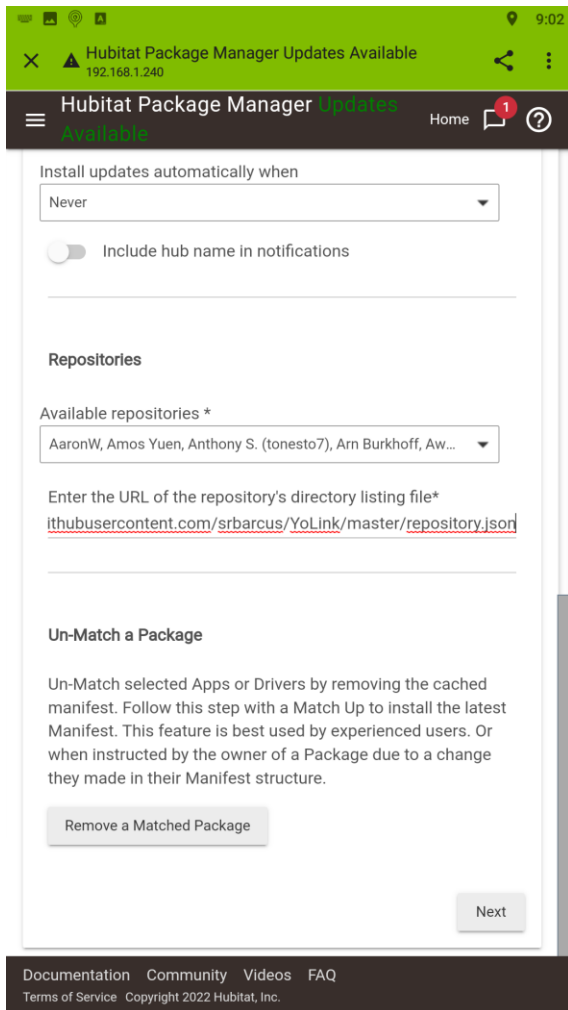 9:02
Hubitat Package Manager Updates Available
192.168.1.240
Hubitat Package Manager Updates
Available
Home
1
Install updates automatically when
Never
Include hub name in notifications
Repositories
Available repositories *
AaronW, Amos Yuen, Anthony S. (tonesto7), Arn Burkhoff, Aw...
Enter the URL of the repository's directory listing file*
ithubusercontent.com/srbarcus/YoLink/master/repository.json
Un-Match a Package
Un-Match selected Apps or Drivers by removing the cached
manifest. Follow this step with a Match Up to install the latest
Manifest. This feature is best used by experienced users. Or
when instructed by the owner of a Package due to a change
they made in their Manifest structure.
Remove a Matched Package
Next
Documentation Community Videos FAQ
Terms of Service Copyright 2022 Hubitat, Inc.